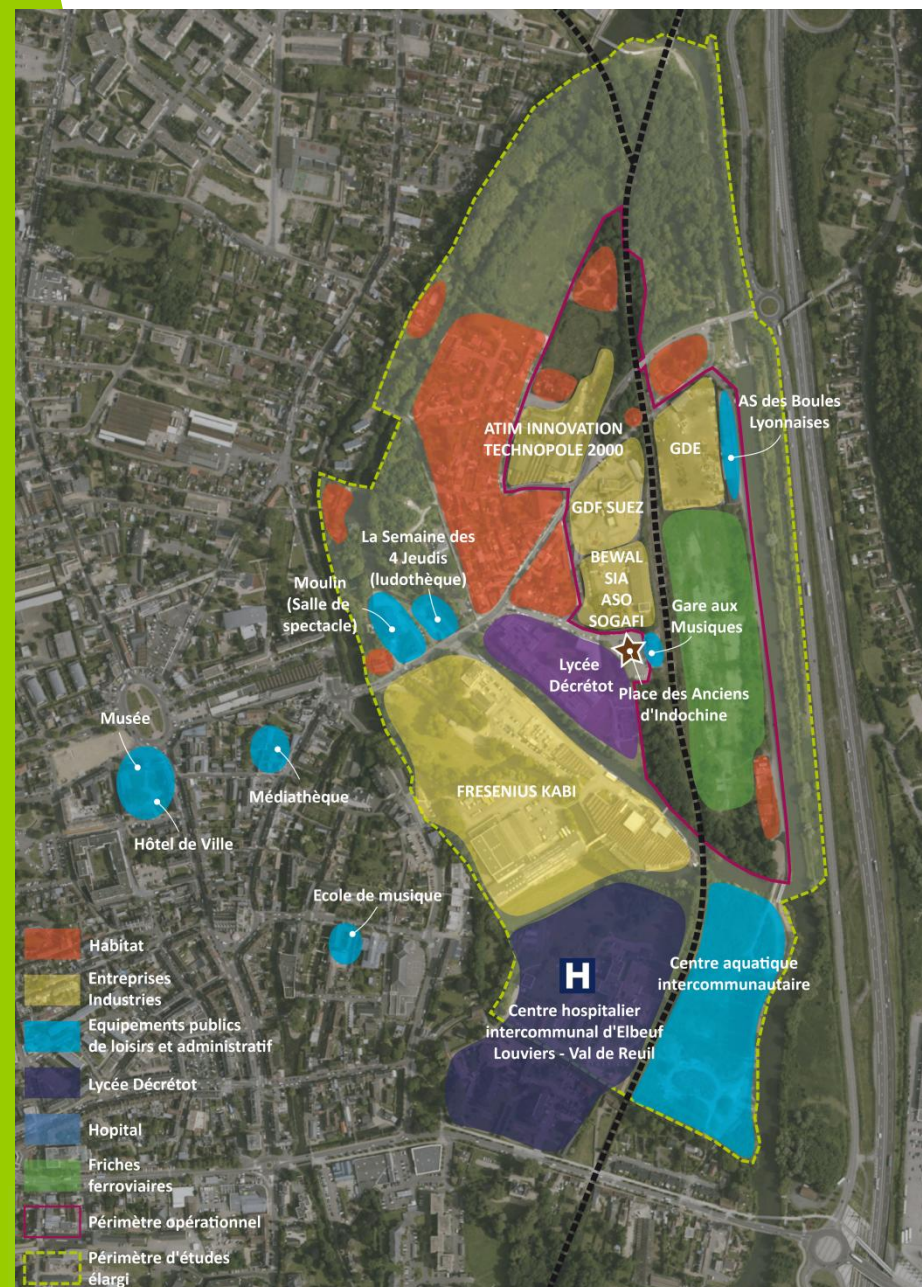 ATIM INNOVATION
TECHNOPOLE 2000
AS des Boules
Lyonnaises
GDE
GDF SUEZ
La Semaine des
4 Jeudis
(ludothèque)
Moulin
(Salle de
spectacle)
BEWAL
SIA
ASO
SOGAFI
Gare aux
Musiques
Lycée
Décrétot
Place des Anciens
d'Indochine
Musée
Médiathèque
Hôtel de Ville
FRESENIUS KABI
Ecole de musique
H
Centre hospitalier
intercommunal d'Elbeuf
Louviers - Val de Reuil
Centre aquatique
intercommunautaire
Habitat
Entreprises
Industries
Equipements publics
de loisirs et administratif
Lycée Décrétot
Hopital
Friches
ferroviaires
Périmètre opérationnel
Périmètre d'études
élargi